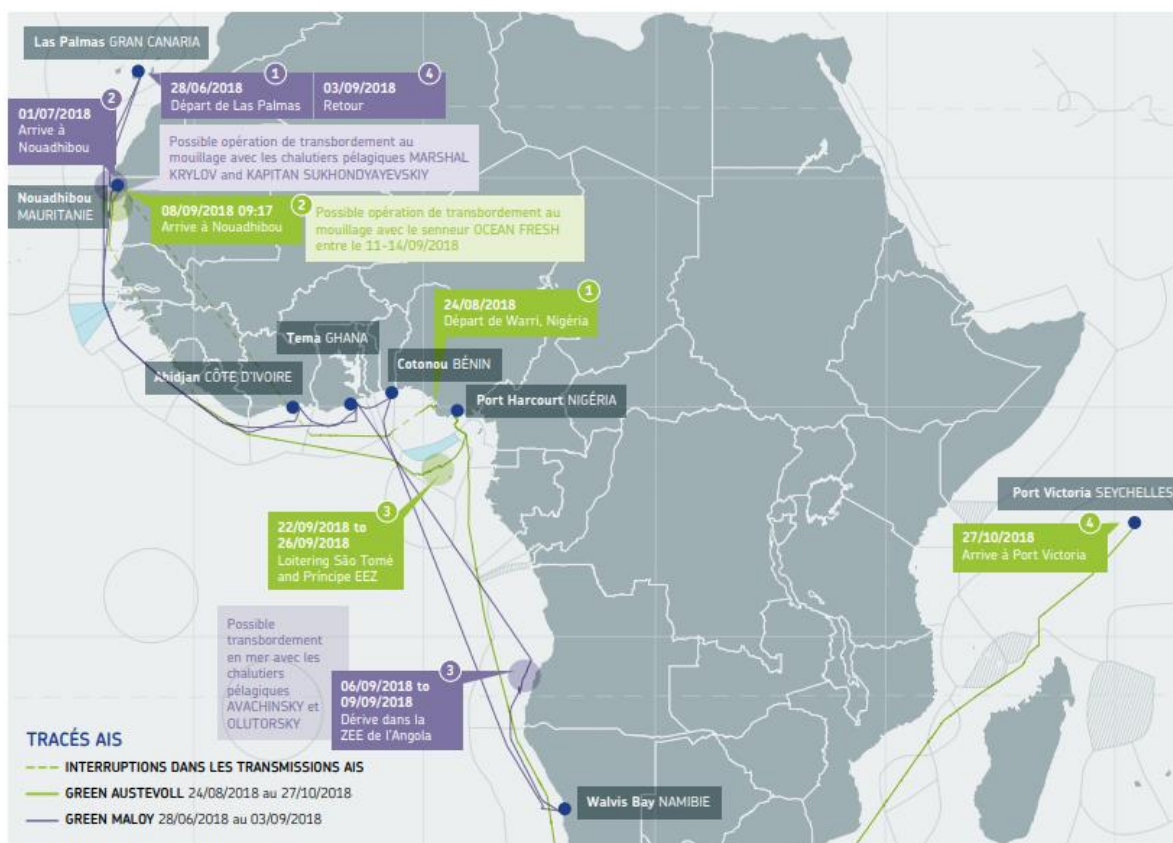 Las Palmas GRAN CANARIA
1
28/06/2018
Départ de Las Palmas
4
03/09/2018
Retour
2
01/07/2018
Arrive à
Nouadhibou
Possible opération de transbordement au
mouillage avec les chalutiers pélagiques MARSHAL
KRYLOV and KAPITAN SUKHONDYAYEVSKIY
Nouadhibou
MAURITANIE
2
08/09/2018 09:17
Arrive à Nouadhibou
Possible opération de transbordement au
mouillage avec le senneur OCEAN FRESH
entre le 11-14/09/2018
1
24/08/2018
Départ de Warri, Nigéria
Tema GHANA
Cotonou BÉNIN
Abidjan CÔTE D'IVOIRE
Port Harcourt NIGÉRIA
Port Victoria SEYCHELLES
3
22/09/2018 to
26/09/2018
Loitering São Tomé
and Príncipe EEZ
4
27/10/2018
Arrive à Port Victoria
Possible
transbordement
en mer avec les
chalutiers
pélagiques
AVACHINSKY et
OLUTORSKY
3
06/09/2018 to
09/09/2018
Dérive dans la
ZEE de l'Angola
TRACÉS AIS
INTERRUPTIONS DANS LES TRANSMISSIONS AIS
GREEN AUSTEVOLL 24/08/2018 au 27/10/2018
GREEN MALOY 28/06/2018 au 03/09/2018
Walvis Bay NAMIBIE